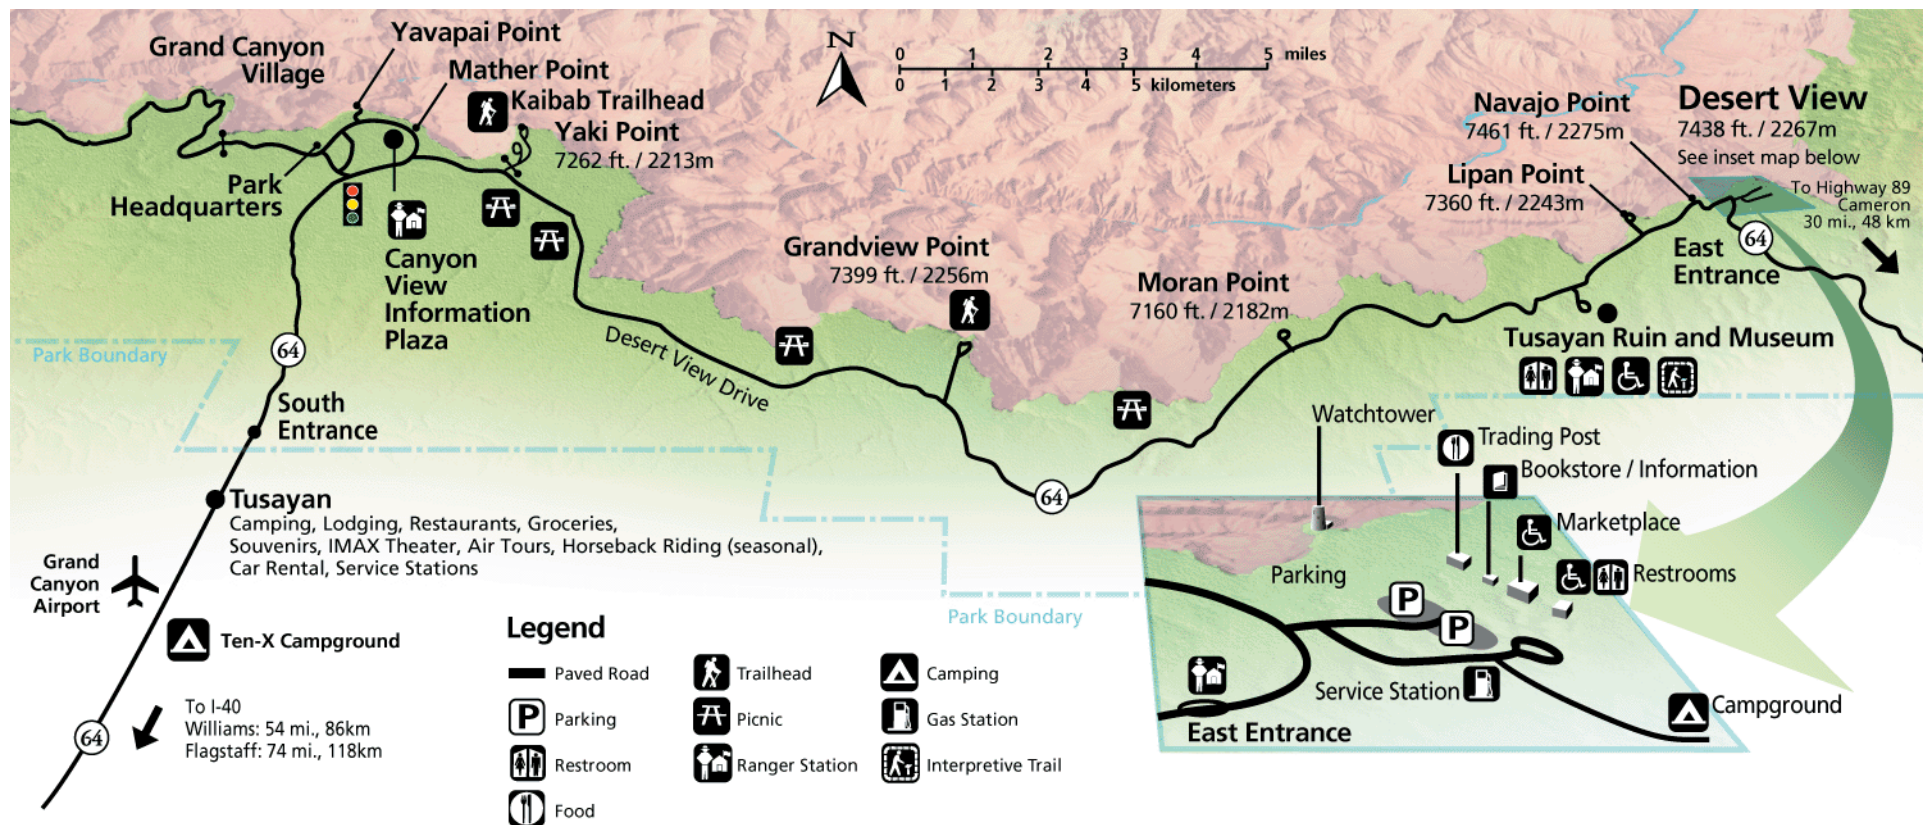 Grand Canyon
Village
Yavapai Point
Mather Point
Kaibab Trailhead
Yaki Point
7262 ft. / 2213m
Park
Headquarters
Canyon
View
Information
Plaza
N
0 1 2 3 4 5 miles
0 1 2 3 4 5 kilometers
Navajo Point
7461 ft. / 2275m
Desert View
7438 ft. / 2267m
See inset map below
Lipan Point
7360 ft. / 2243m
To Highway 89
Cameron
30 mi., 48 km
64
East
Entrance
Grandview Point
7399 ft. / 2256m
Moran Point
7160 ft. / 2182m
Tusayan Ruin and Museum
Desert View Drive
Park Boundary
64
South
Entrance
64
Tusayan
Camping, Lodging, Restaurants, Groceries,
Souvenirs, IMAX Theater, Air Tours, Horseback Riding (seasonal),
Car Rental, Service Stations
Grand
Canyon
Airport
Ten-X Campground
To I-40
Williams: 54 mi., 86km
Flagstaff: 74 mi., 118km
64
Park Boundary
Watchtower
Trading Post
Bookstore / Information
Marketplace
Restrooms
Parking
P
P
Service Station
Campground
East Entrance
Legend
Paved Road
Trailhead
Camping
P
Parking
Picnic
Gas Station
Restroom
Ranger Station
Interpretive Trail
Food